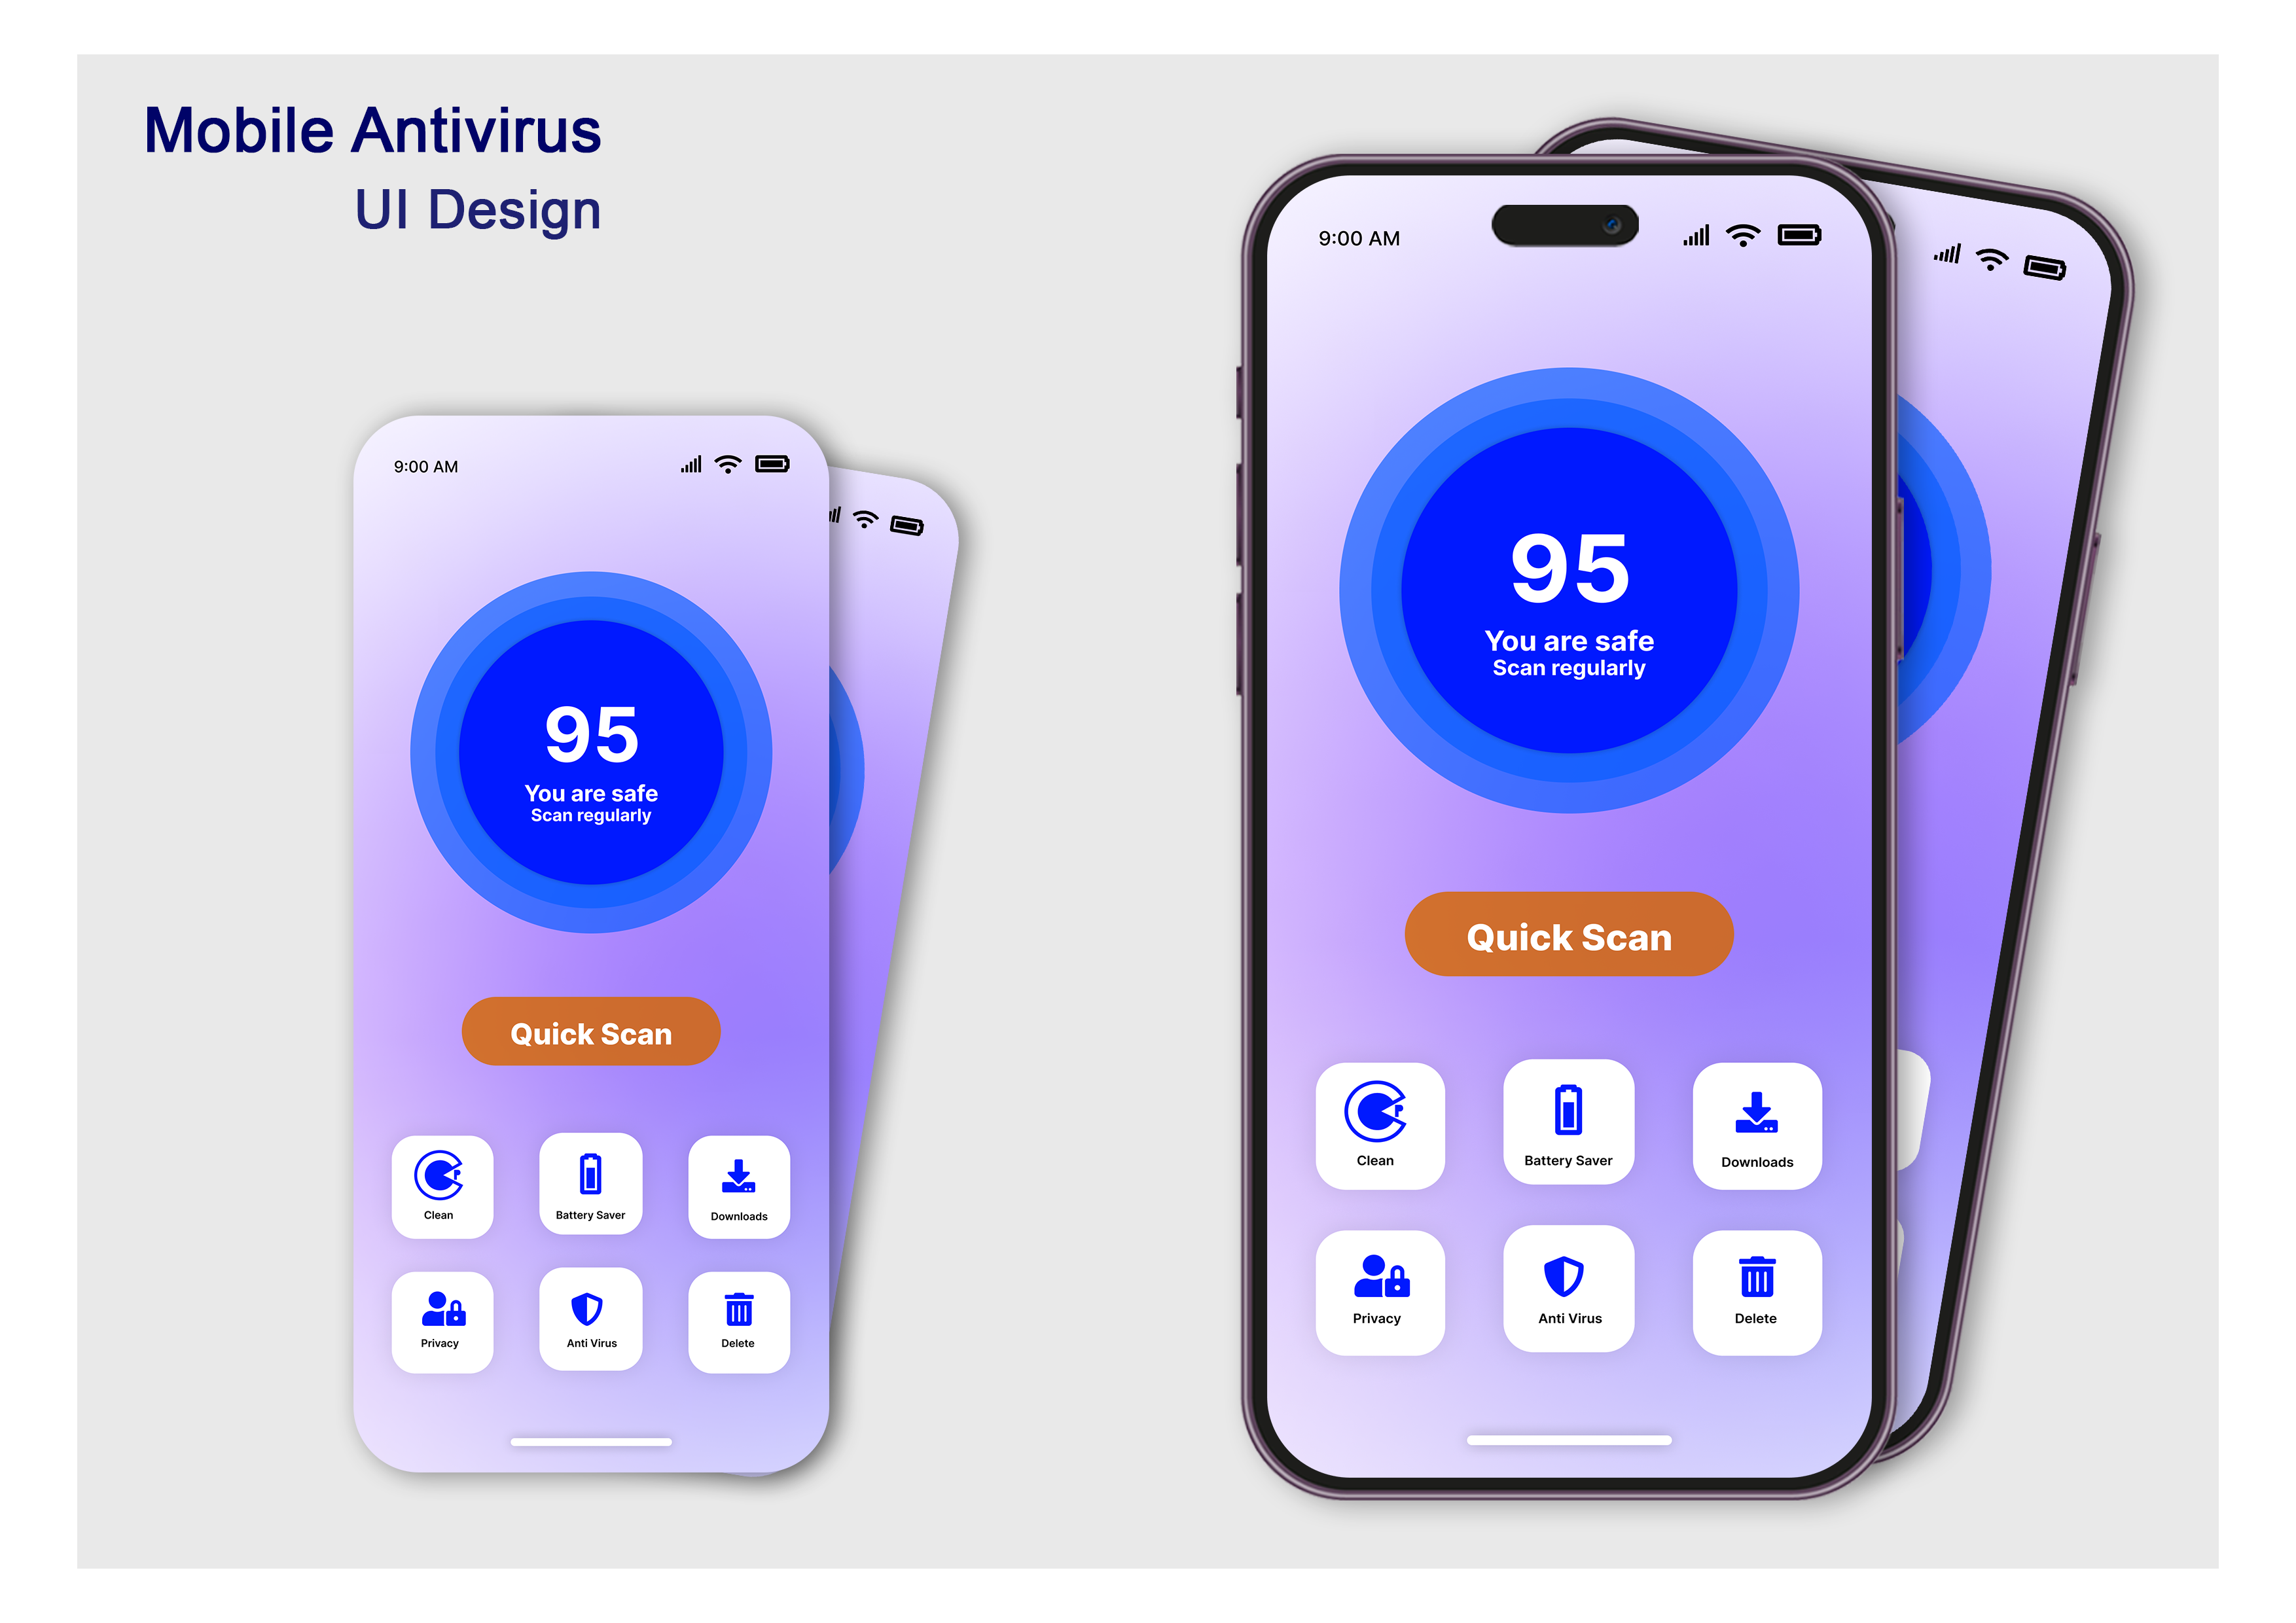 Mobile Antivirus
UI Design
9:00 AM
95
You are safe
Scan regularly
Quick Scan
Clean
Battery Saver
Downloads
Privacy
Anti Virus
Delete
9:00 AM
95
You are safe
Scan regularly
Quick Scan
Clean
Battery Saver
Downloads
Privacy
Anti Virus
Delete